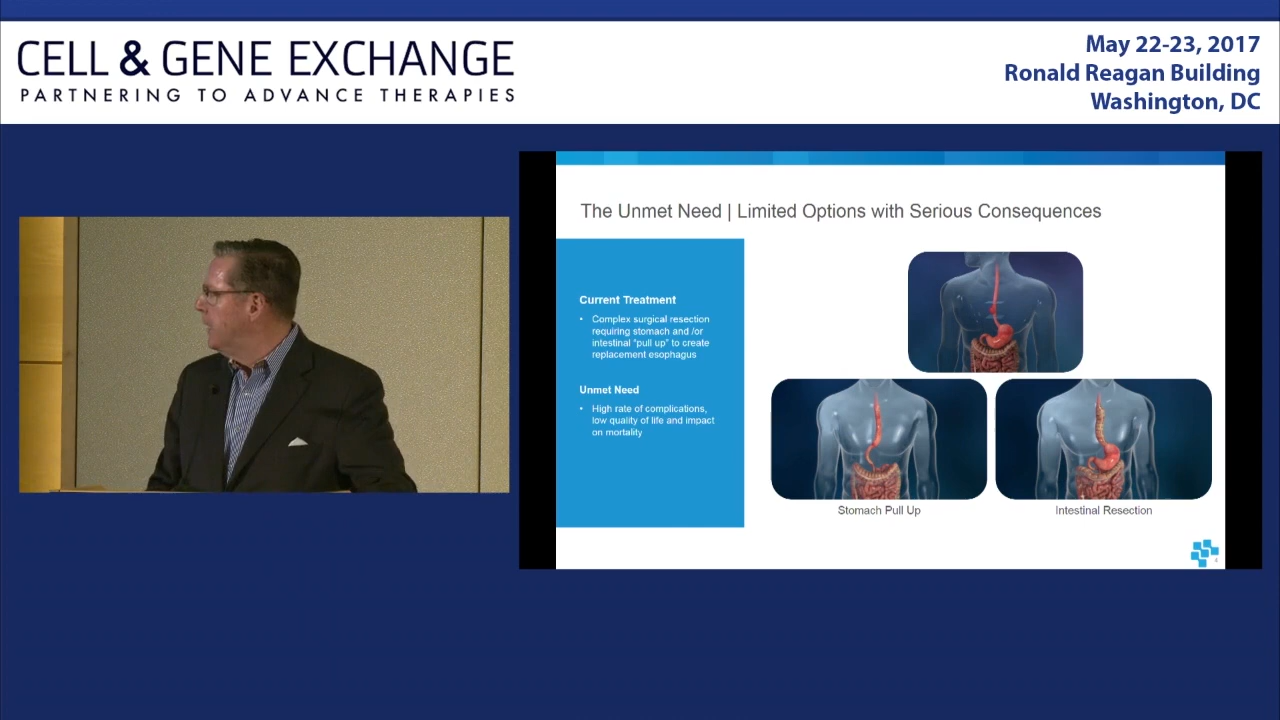 CELL & GENE EXCHANGE
PARTNERING TO ADVANCE THERAPIES
May 22-23, 2017
Ronald Reagan Building
Washington, DC
The Unmet Need | Limited Options with Serious Consequences
Current Treatment
• Complex surgical resection
requiring stomach and /or
intestinal "pull up" to create
replacement esophagus
Unmet Need
• High rate of complications,
low quality of life and impact
on mortality
Stomach Pull Up
Intestinal Resection
4